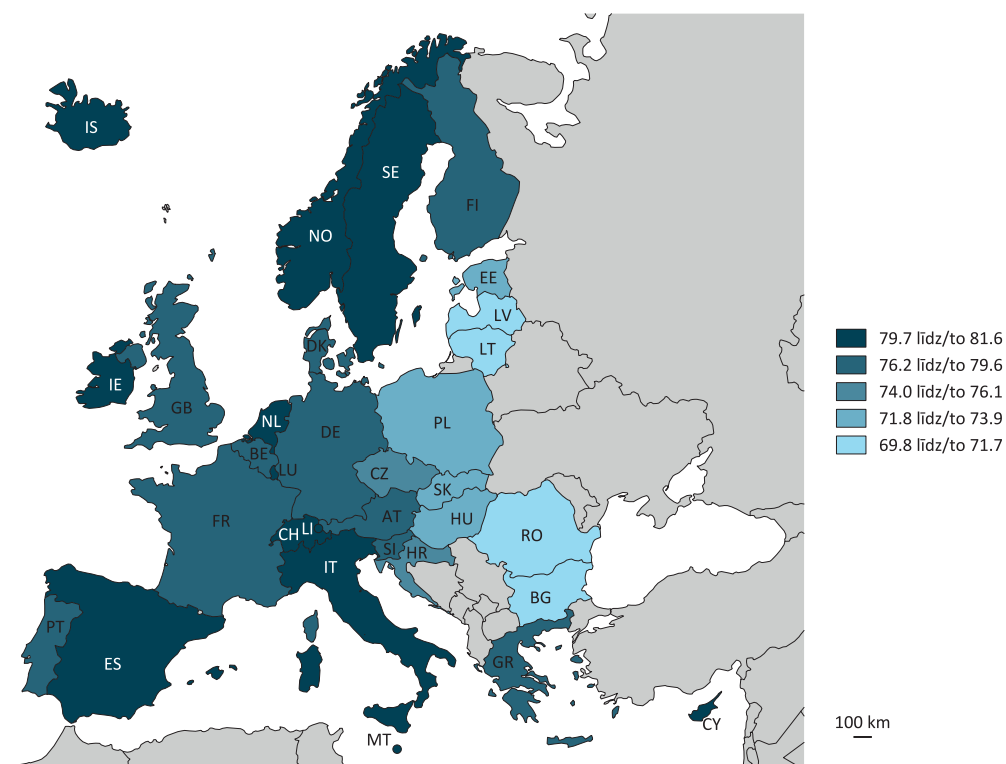 IS
SE
FI
NO
EE
LV
LT
DK
IE
GB
NL
DE
PL
BE
LU
CZ
SK
FR
AT
HU
CH
LI
SI
HR
RO
IT
BG
PT
ES
GR
CY
MT
79.7 līdz/to 81.6
76.2 līdz/to 79.6
74.0 līdz/to 76.1
71.8 līdz/to 73.9
69.8 līdz/to 71.7
100 km